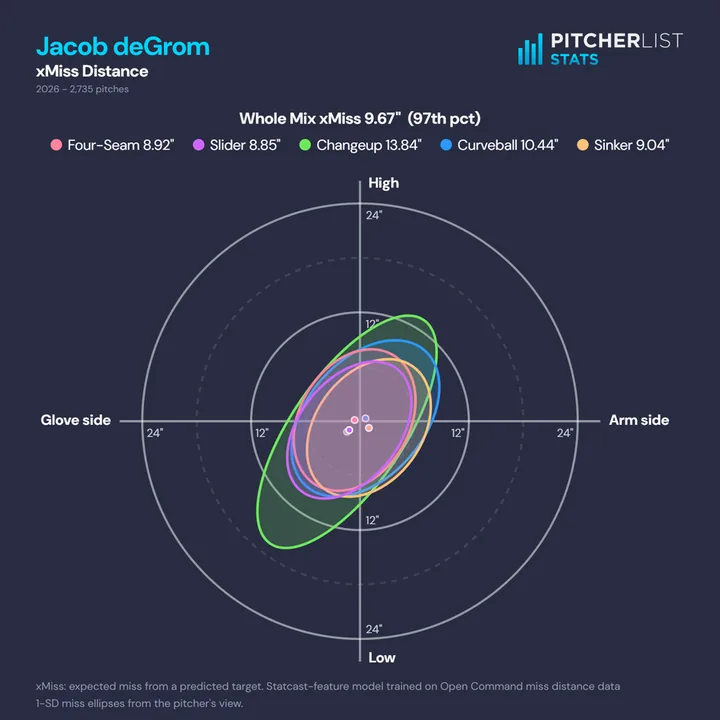 Jacob deGrom
xMiss Distance
2026 - 2,735 pitches
PITCHERLIST
STATS
Whole Mix xMiss 9.67" (97th pct)
Four-Seam 8.92" Slider 8.85" Changeup 13.84" Curveball 10.44" Sinker 9.04"
High
24"
12"
Glove side
Arm side
24"
12"
12"
24"
12"
24"
Low
xMiss: expected miss from a predicted target. Statcast-feature model trained on Open Command miss distance data
1-SD miss ellipses from the pitcher's view.